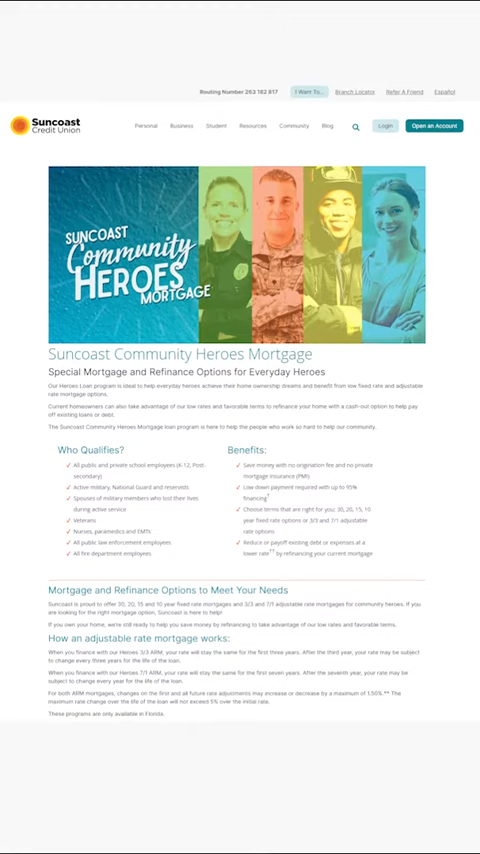 Routing Number 263 182 817 I Want To... Branch Locator Refer A Friend Español
Suncoast
Credit Union
Personal Business Student Resources Community Blog Login Open an Account
SUNCOAST
Community
HEROES
MORTGAGE
Suncoast Community Heroes Mortgage
Special Mortgage and Refinance Options for Everyday Heroes
Our Heroes Loan program is ideal to help everyday heroes achieve their home ownership dreams and benefit from low fixed rate and adjustable
rate mortgage options.
Current homeowners can also take advantage of our low rates and favorable terms to refinance your home with a cash-out option to help pay
off existing loans or debt.
The Suncoast Community Heroes Mortgage loan program is here to help the people who work so hard to help our community.
Who Qualifies?
✓ All public and private school employees (K-12, Post-
secondary)
✓ Active military, National Guard and reservists
✓ Spouses of military members who lost their lives
during active service
✓ Veterans
✓ Nurses, paramedics and EMTs
✓ All public law enforcement employees
✓ All fire department employees
Benefits:
✓ Save money with no origination fee and no private
mortgage insurance (PMI)
✓ Low down payment required with up to 95%
financing†
✓ Choose terms that are right for you: 30, 20, 15, 10
year fixed rate options or 3/3 and 7/1 adjustable
rate options
✓ Reduce or payoff existing debt or expenses at a
lower rate†† by refinancing your current mortgage
Mortgage and Refinance Options to Meet Your Needs
Suncoast is proud to offer 30, 20, 15 and 10 year fixed rate mortgages and 3/3 and 7/1 adjustable rate mortgages for community heroes. If you
are looking for the right mortgage option, Suncoast is here to help!
If you own your home, we're still ready to help you save money by refinancing to take advantage of our low rates and favorable terms.
How an adjustable rate mortgage works:
When you finance with our Heroes 3/3 ARM, your rate will stay the same for the first three years. After the third year, your rate may be subject
to change every three years for the life of the loan.
When you finance with our Heroes 7/1 ARM, your rate will stay the same for the first seven years. After the seventh year, your rate may be
subject to change every year for the life of the loan.
For both ARM mortgages, changes on the first and all future rate adjustments may increase or decrease by a maximum of 1.50%.** The
maximum rate change over the life of the loan will not exceed 5% over the initial rate.
These programs are only available in Florida.